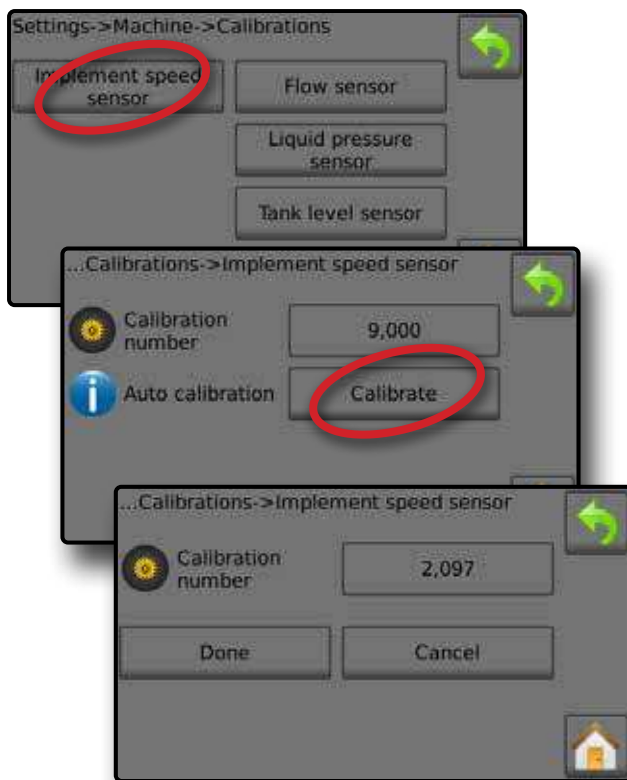 Settings->Machine->Calibrations
Implement speed
sensor
Flow sensor
Liquid pressure
sensor
Tank level sensor
...Calibrations->Implement speed sensor
Calibration
number
9,000
Auto calibration
Calibrate
...Calibrations->Implement speed sensor
Calibration
number
2,097
Done
Cancel